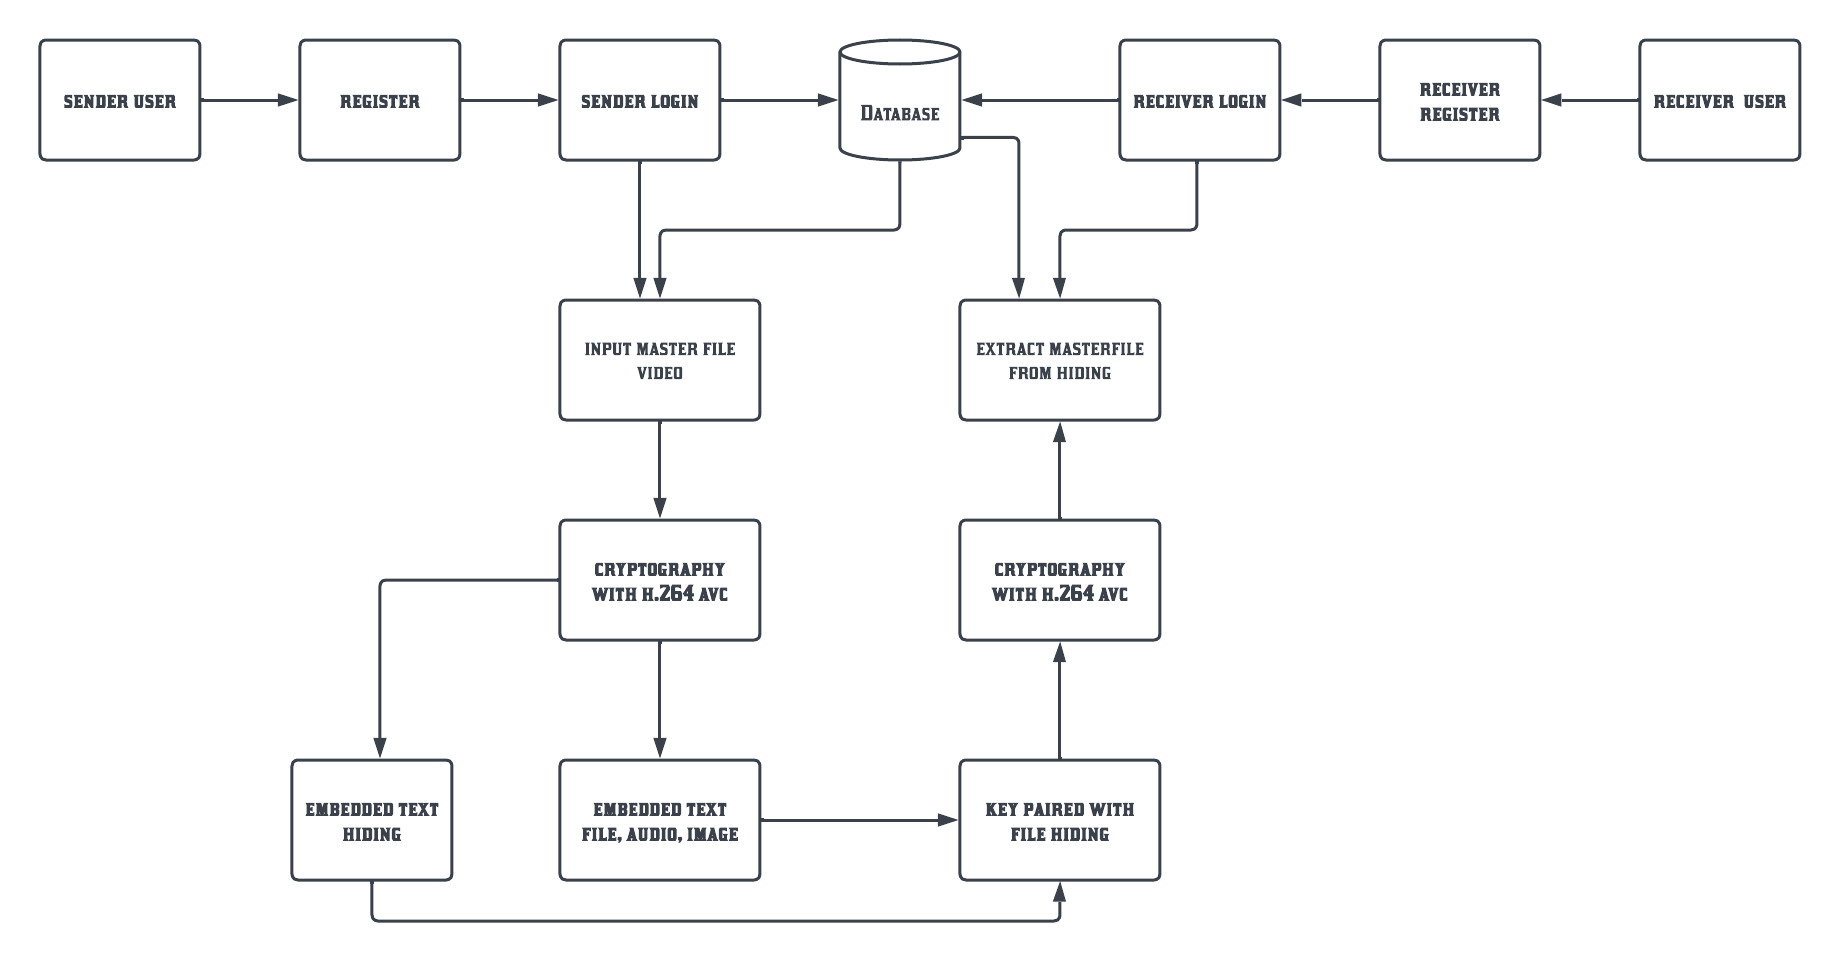 SENDER USER
REGISTER
SENDER LOGIN
DATABASE
RECEIVER LOGIN
RECEIVER
REGISTER
RECEIVER USER
INPUT MASTER FILE
VIDEO
EXTRACT MASTERFILE
FROM HIDING
CRYPTOGRAPHY
WITH H.264 AVC
CRYPTOGRAPHY
WITH H.264 AVC
EMBEDDED TEXT
HIDING
EMBEDDED TEXT
FILE, AUDIO, IMAGE
KEY PAIRED WITH
FILE HIDING